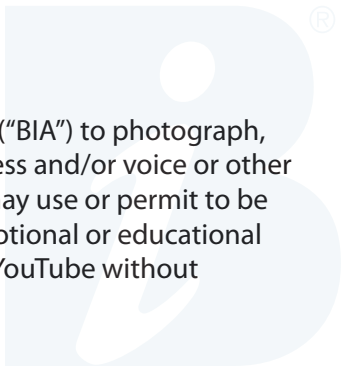 ®
(“BIA”) to photograph,
ess and/or voice or other
ay use or permit to be
otional or educational
YouTube without